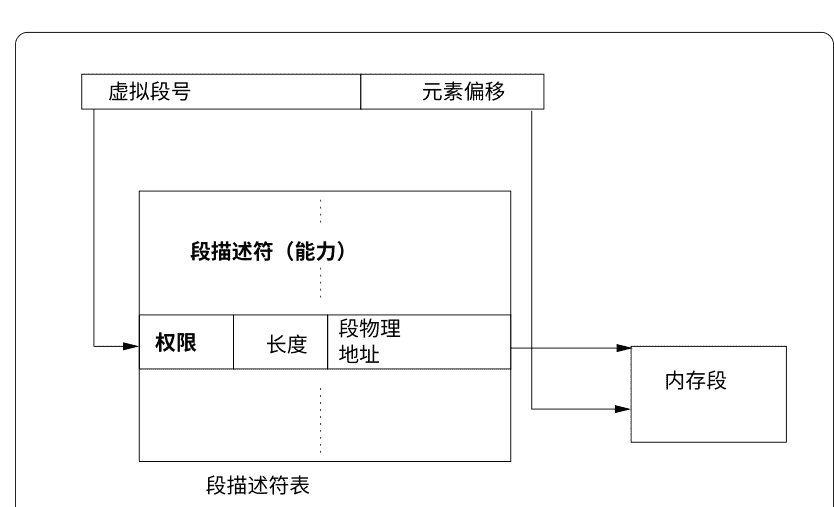 虚拟段号
元素偏移
段描述符（能力）
权限
长度
段物理
地址
内存段
段描述符表